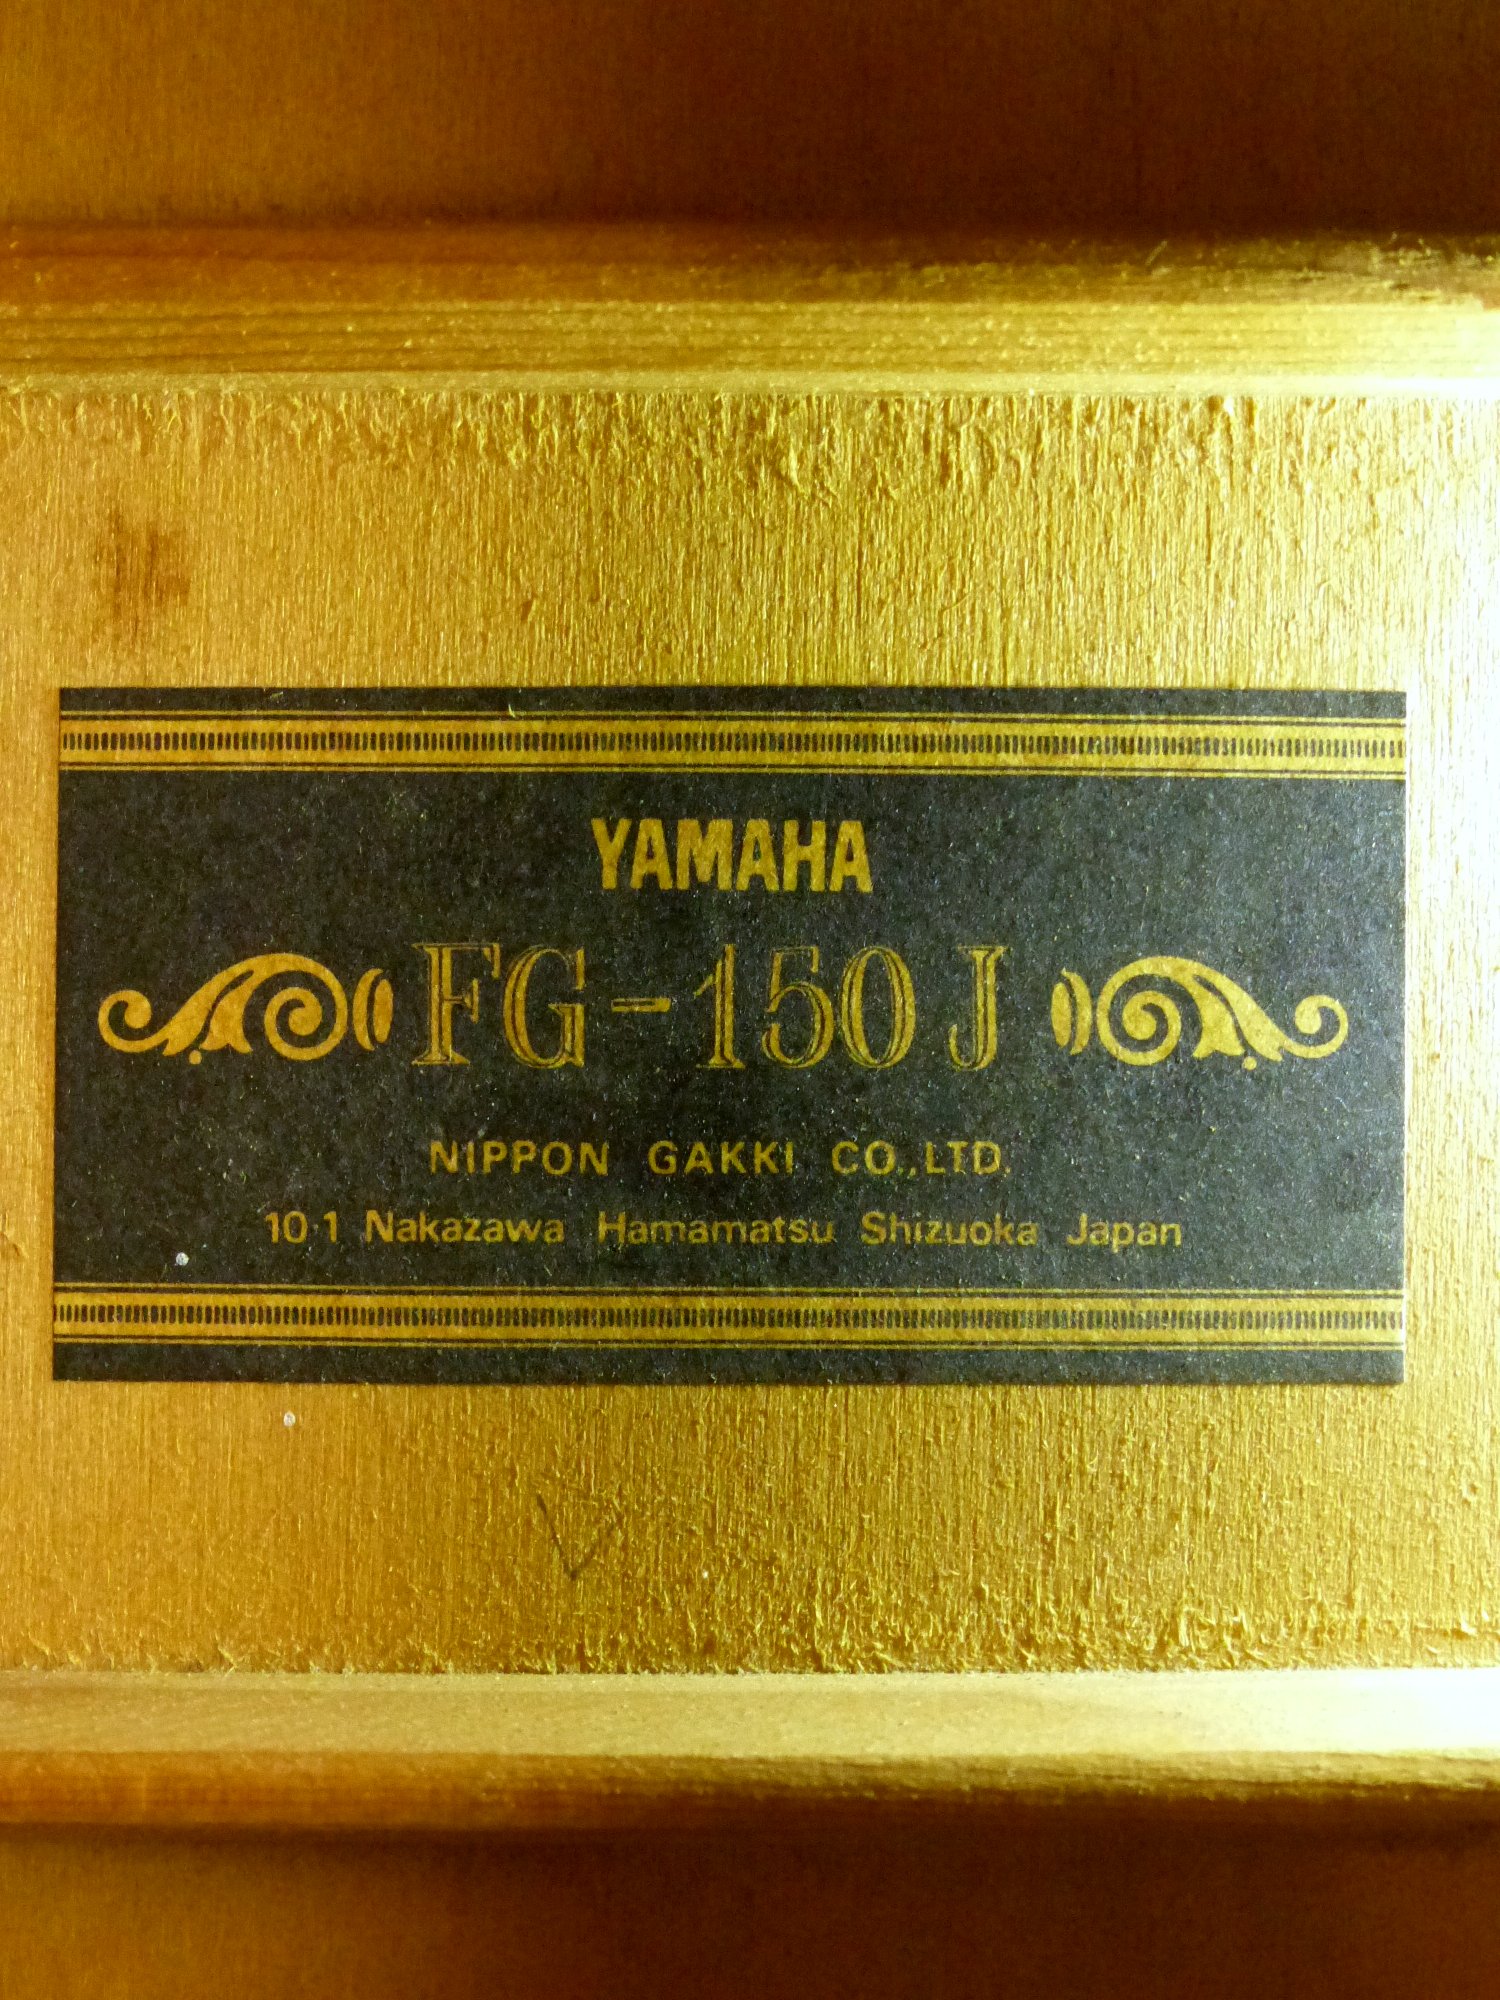 YAMAHA
FG-150J
NIPPON GAKKI CO.,LTD.
10-1 Nakazawa Hamamatsu Shizuoka Japan